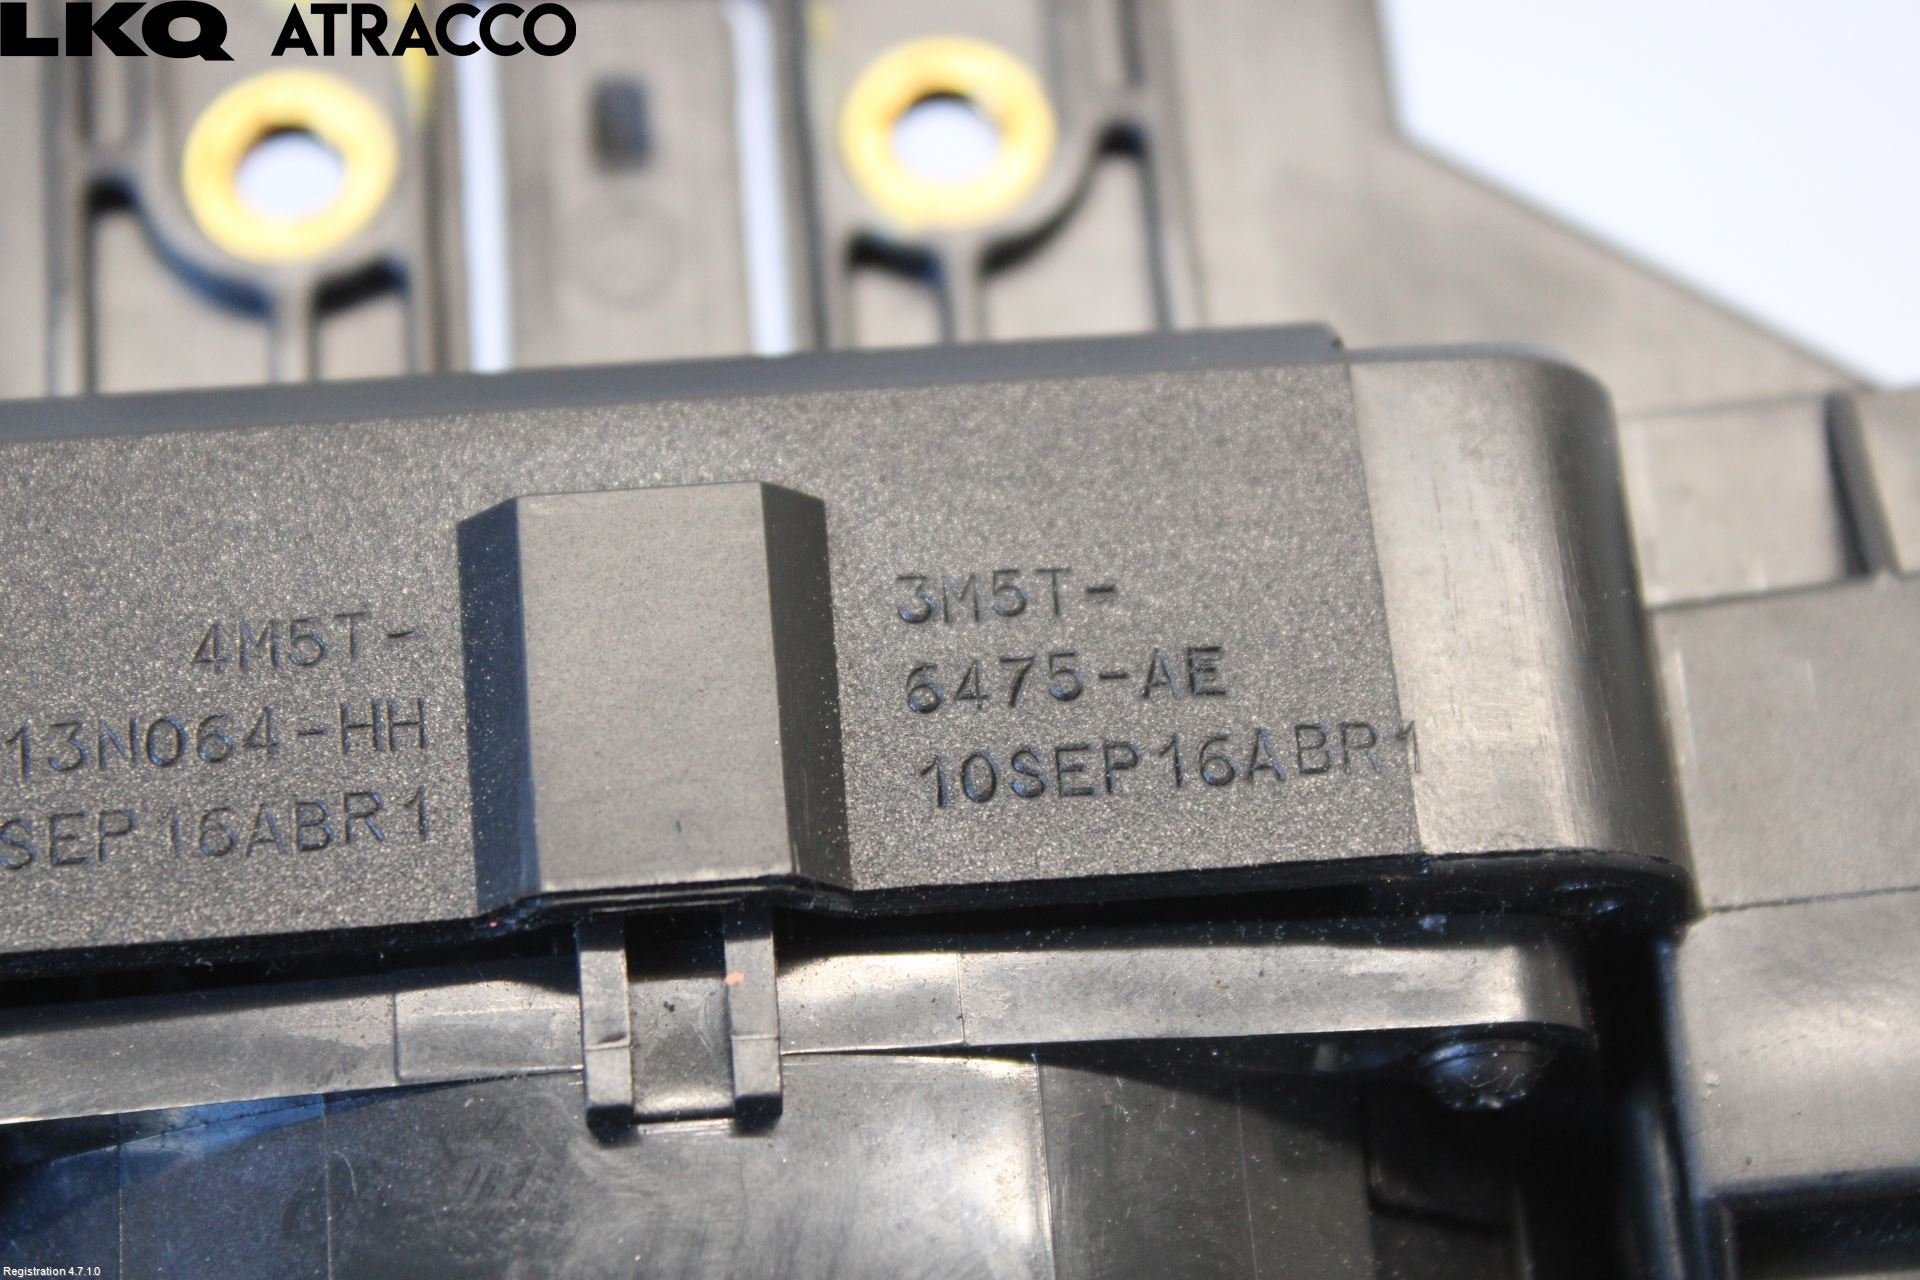 LKQ ATRACCO
4M5T-
13N064-HH
SEP16ABR1
3M5T-
6475-AE
10SEP16ABR1
Registration 4.7.1.0